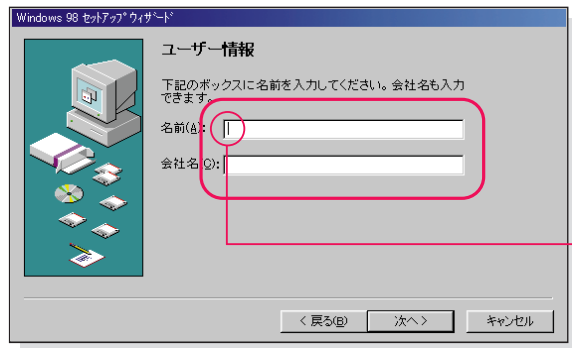 Windows 98 ｾｯﾄｱｯﾌﾟ ｳｨｻﾞｰﾄﾞ
ユーザー情報
下記のボックスに名前を入力してください。会社名も入力
できます。
名前(A):
会社名(C):
< 戻る(B)
次へ >
キャンセル